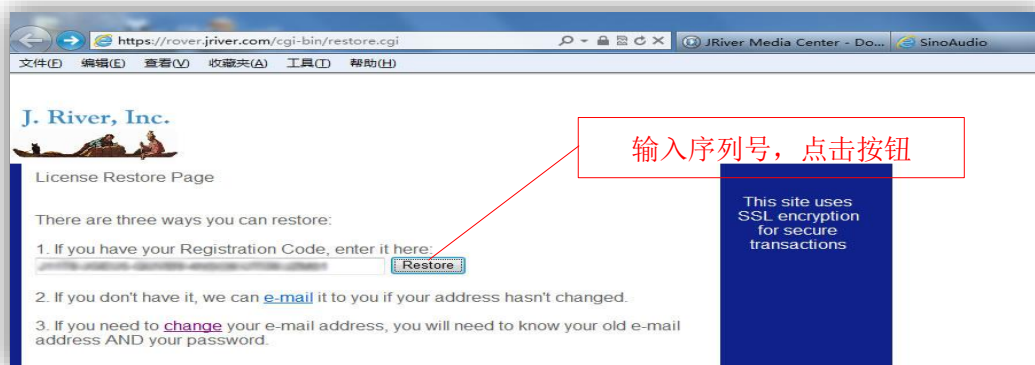 https://rover.jriver.com/cgi-bin/restore.cgi
JRiver Media Center - Do...
SinoAudio
文件(F) 编辑(E) 查看(V) 收藏夹(A) 工具(T) 帮助(H)
J. River, Inc.
输入序列号，点击按钮
License Restore Page
This site uses
SSL encryption
for secure
transactions
There are three ways you can restore:
1. If you have your Registration Code, enter it here:
Restore
2. If you don't have it, we can e-mail it to you if your address hasn't changed.
3. If you need to change your e-mail address, you will need to know your old e-mail
address AND your password.